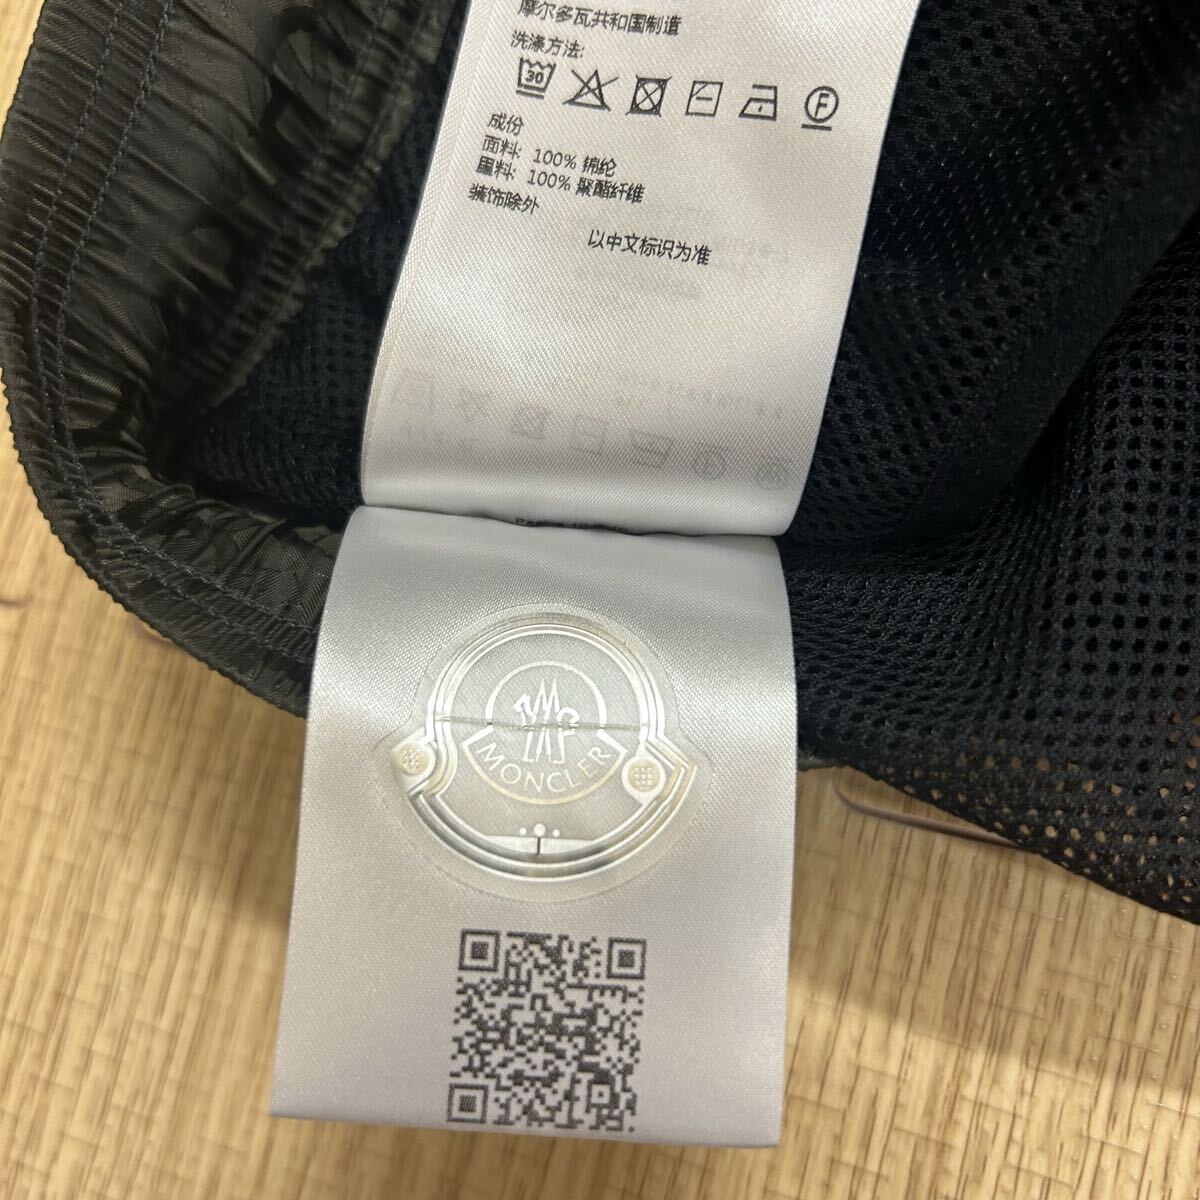 摩尔多瓦共和国制造
洗涤方法:
30
F
成份
面料: 100% 锦纶
里料: 100% 聚酯纤维
装饰除外
以中文标识为准
MONCLER